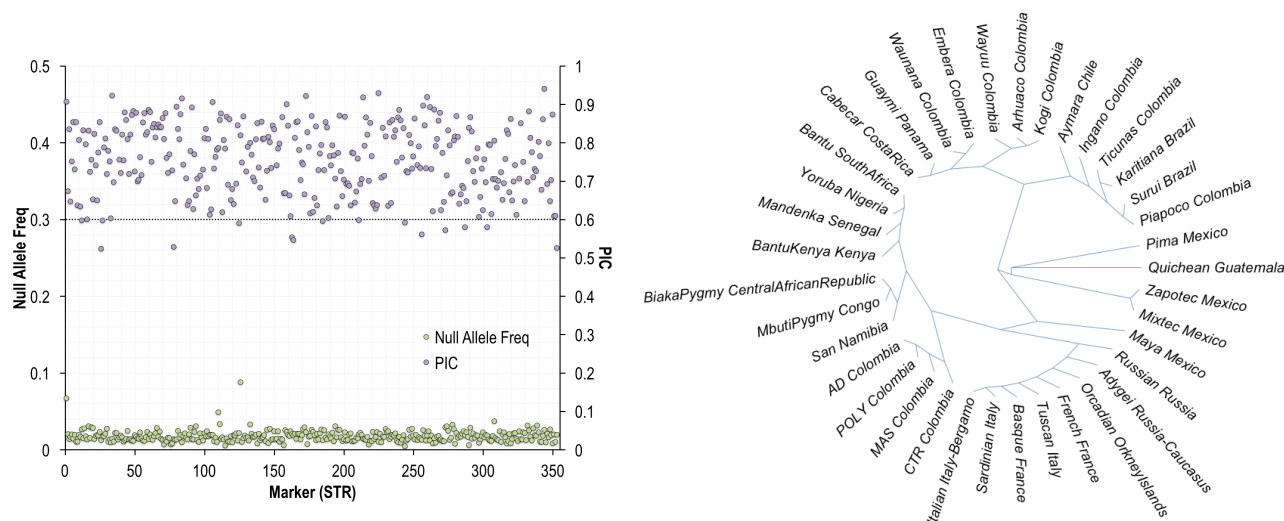 0.5
0.4
0.3
0.2
0.1
0
Null Allele Freq
1
0.9
0.8
0.7
0.6
0.5
0.4
0.3
0.2
0.1
0
PIC
Null Allele Freq
PIC
0 50 100 150 200 250 300 350
Marker (STR)
Arhuaco Colombia
Kogi Colombia
Aymara Chile
Ingano Colombia
Ticunas Colombia
Karitiana Brazil
Surui Brazil
Piapoco Colombia
Pima Mexico
Quichean Guatemala
Zapotec Mexico
Mixtec Mexico
Maya Mexico
Russian Russia
Adygei Russia-Caucasus
Orcadian OrkneyIslands
French France
Tuscan Italy
Basque France
Sardinian Italy
Italian Italy-Bergamo
CTR Colombia
MAS Colombia
POLY Colombia
AD Colombia
San Namibia
MbutiPygmy Congo
BiakaPygmy CentralAfricanRepublic
BantuKenya Kenya
Mandenka Senegal
Yoruba Nigeria
Bantu SouthAfrica
Cabecar CostaRica
Guaymi Panama
Waunana Colombia
Embera Colombia
Wayuu Colombia